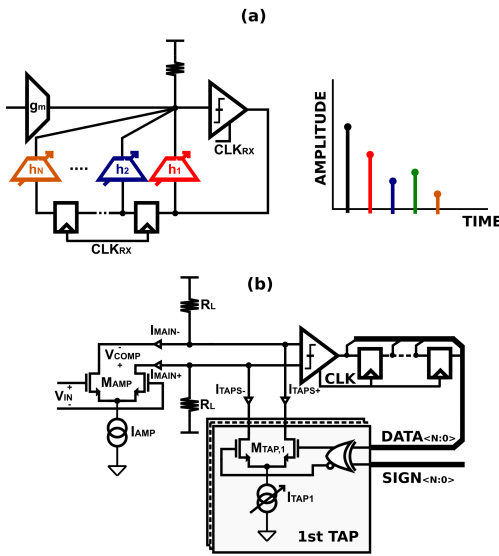 (a)
gm
CLKRX
hN
....
h2
h1
CLKRX
AMPLITUDE
TIME
(b)
RL
IMAIN-
-
VCOMP
+
IMAIN+
MAMP
VIN
+
-
RL
CLK
ITAPS-
ITAPS+
IAMP
MTAP,1
DATA<N:0>
SIGN<N:0>
ITAP1
1st TAP